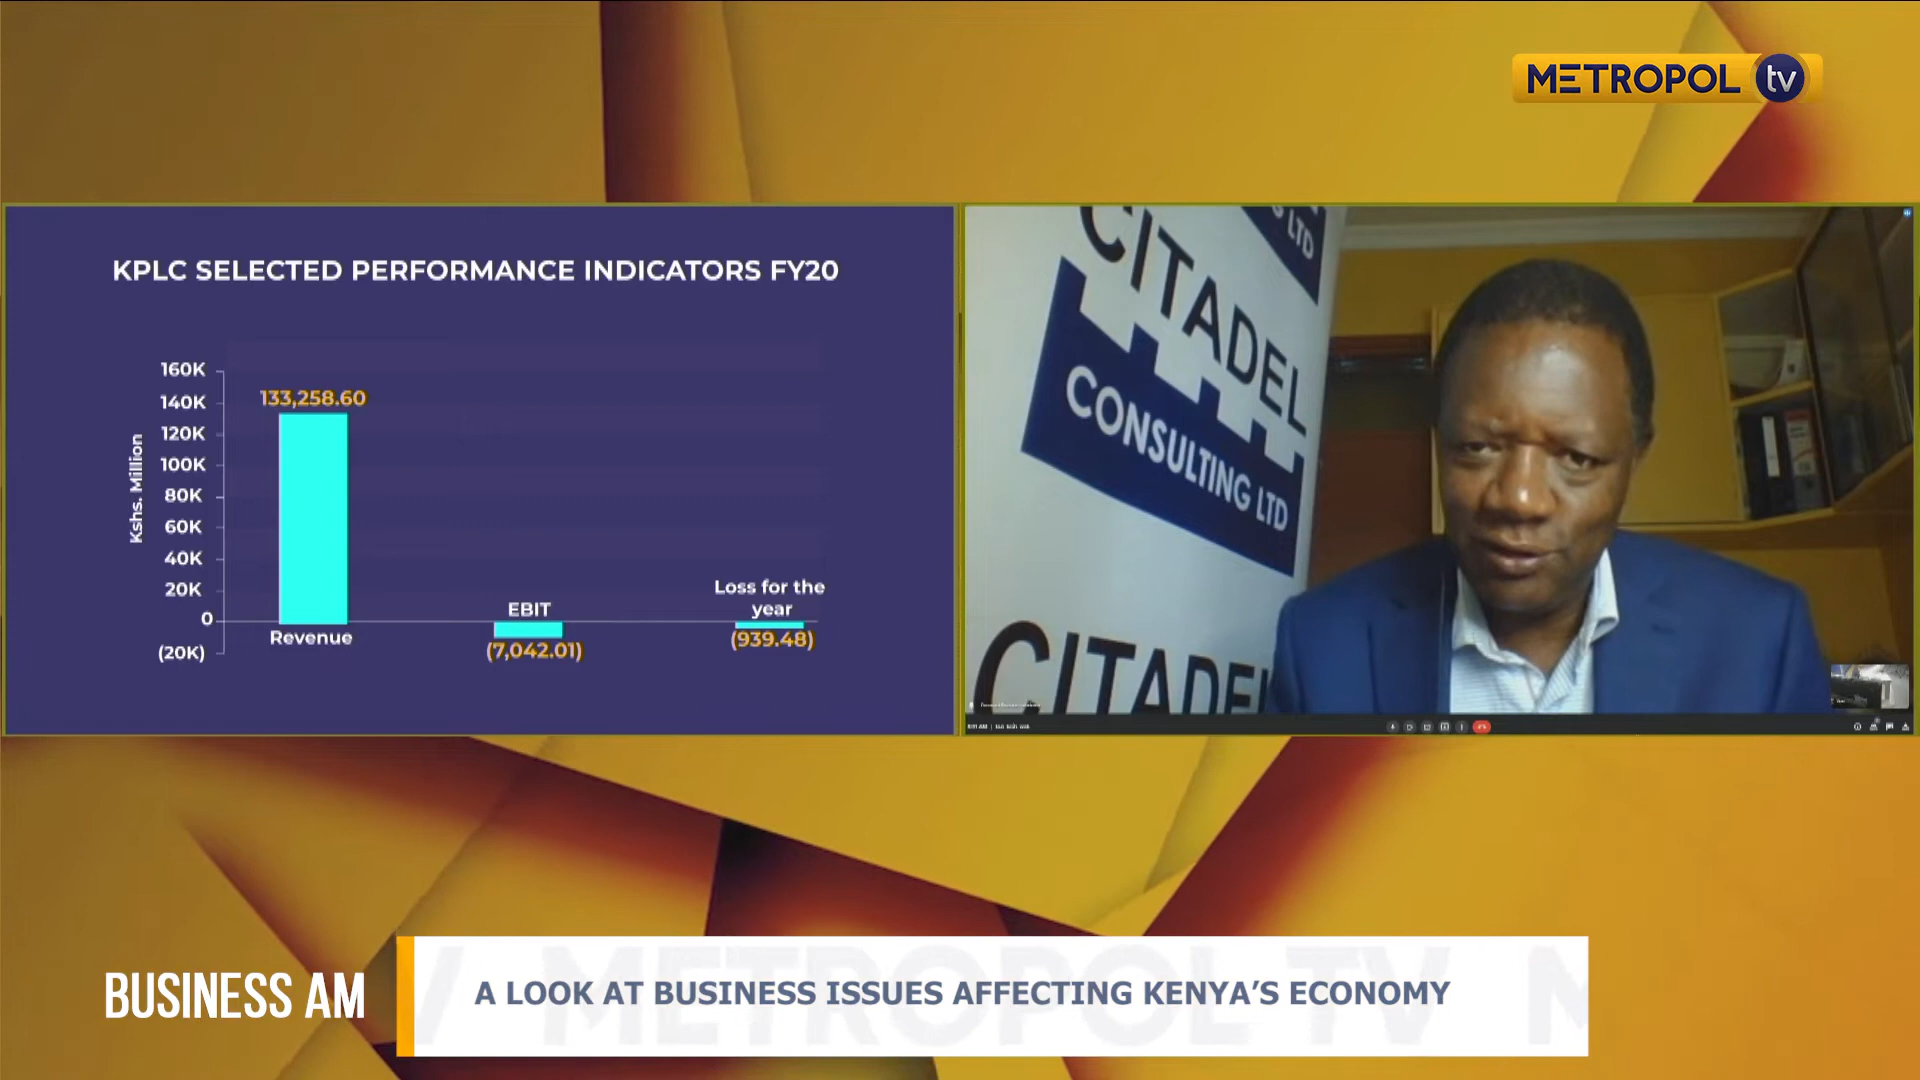 METROPOL tv
KPLC SELECTED PERFORMANCE INDICATORS FY20
Kshs. Million
160K
140K
120K
100K
80K
60K
40K
20K
0
(20K)
133,258.60
Revenue
EBIT
(7,042.01)
Loss for the
year
(939.48)
G LTD
CITADEL
CONSULTING LTD
CITADEL
BUSINESS AM
A LOOK AT BUSINESS ISSUES AFFECTING KENYA’S ECONOMY
V METROPOL TV M